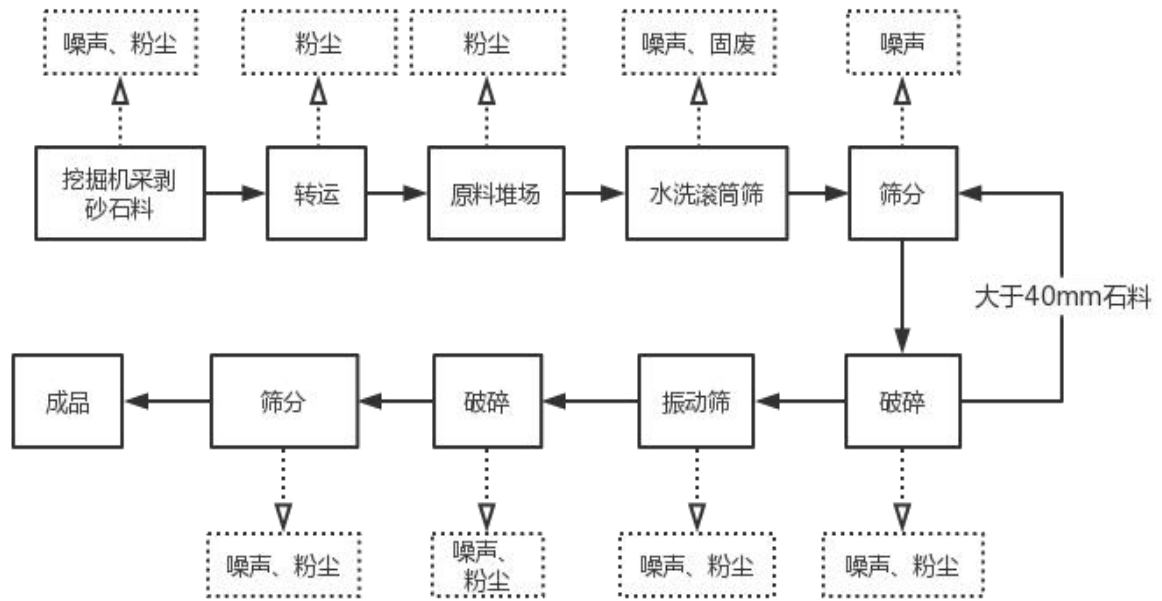 噪声、粉尘
粉尘
粉尘
噪声、固废
噪声
挖掘机采剥
砂石料
转运
原料堆场
水洗滚筒筛
筛分
大于40mm石料
成品
筛分
破碎
振动筛
破碎
噪声、粉尘
噪声、
粉尘
噪声、粉尘
噪声、粉尘